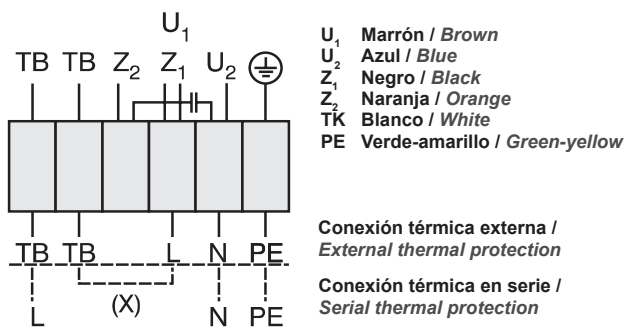 U1
TB TB Z2 Z1 U2
TB TB L N PE
(X)
L N PE
U1 Marrón / Brown
U2 Azul / Blue
Z1 Negro / Black
Z2 Naranja / Orange
TK Blanco / White
PE Verde-amarillo / Green-yellow
Conexión térmica externa /
External thermal protection
Conexión térmica en serie /
Serial thermal protection